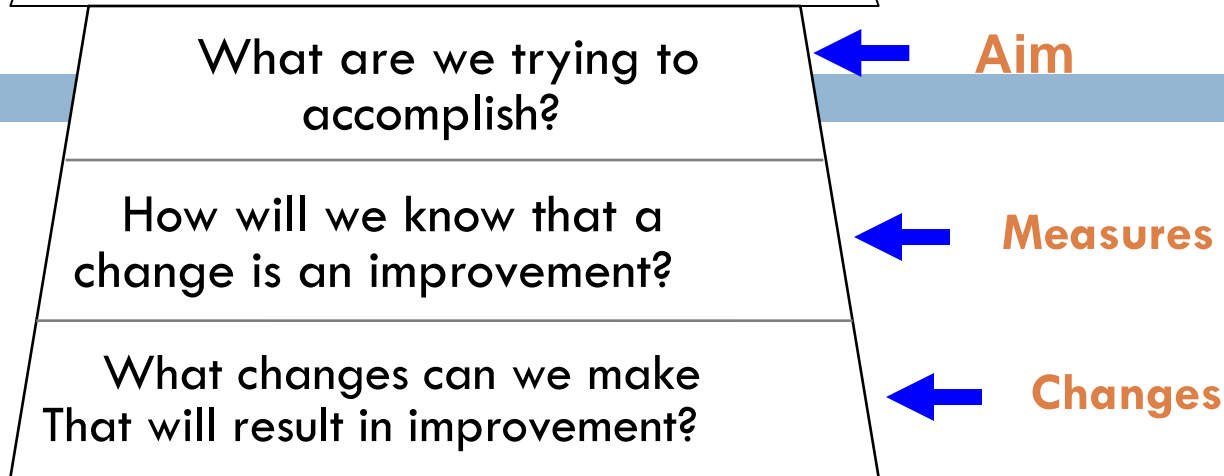 What are we trying to
accomplish?
Aim
How will we know that a
change is an improvement?
Measures
What changes can we make
That will result in improvement?
Changes